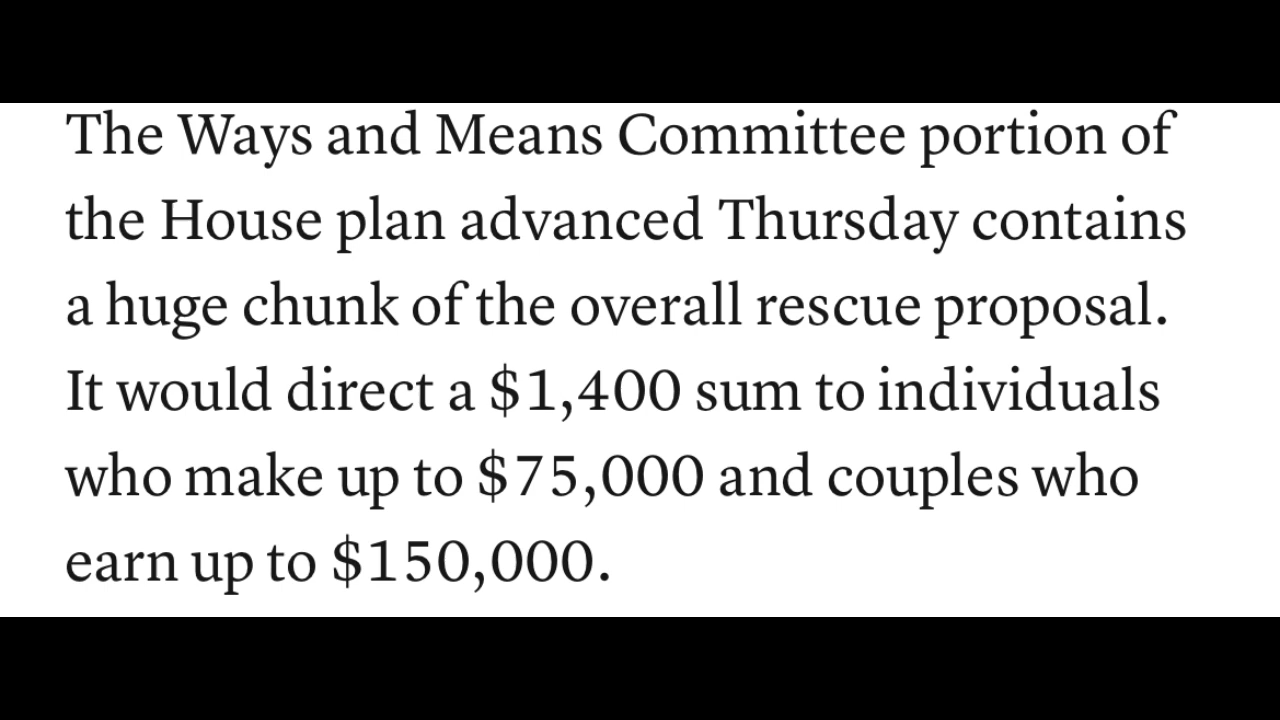 The Ways and Means Committee portion of
the House plan advanced Thursday contains
a huge chunk of the overall rescue proposal.
It would direct a $1,400 sum to individuals
who make up to $75,000 and couples who
earn up to $150,000.